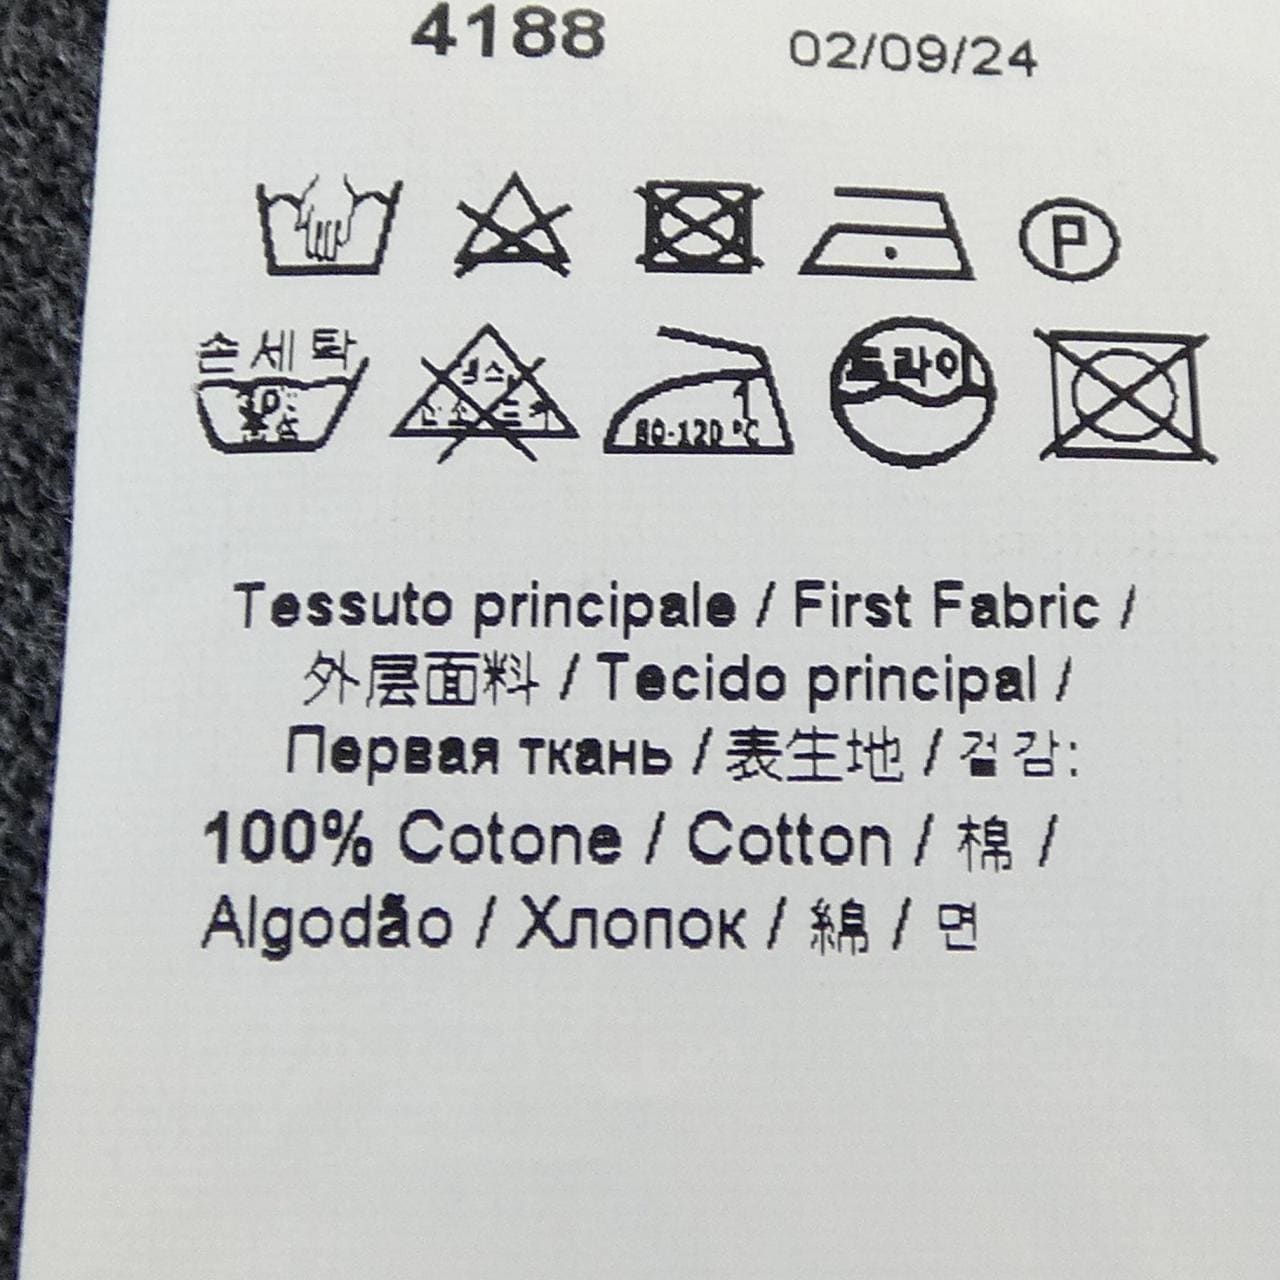 4188 02/09/24
P
손세탁 드라이
80-120 °C
Tessuto principale / First Fabric /
外层面料 / Tecido principal /
Первая ткань / 表生地 / 겉감:
100% Cotone / Cotton / 棉 /
Algodão / Хлопок / 綿 / 면